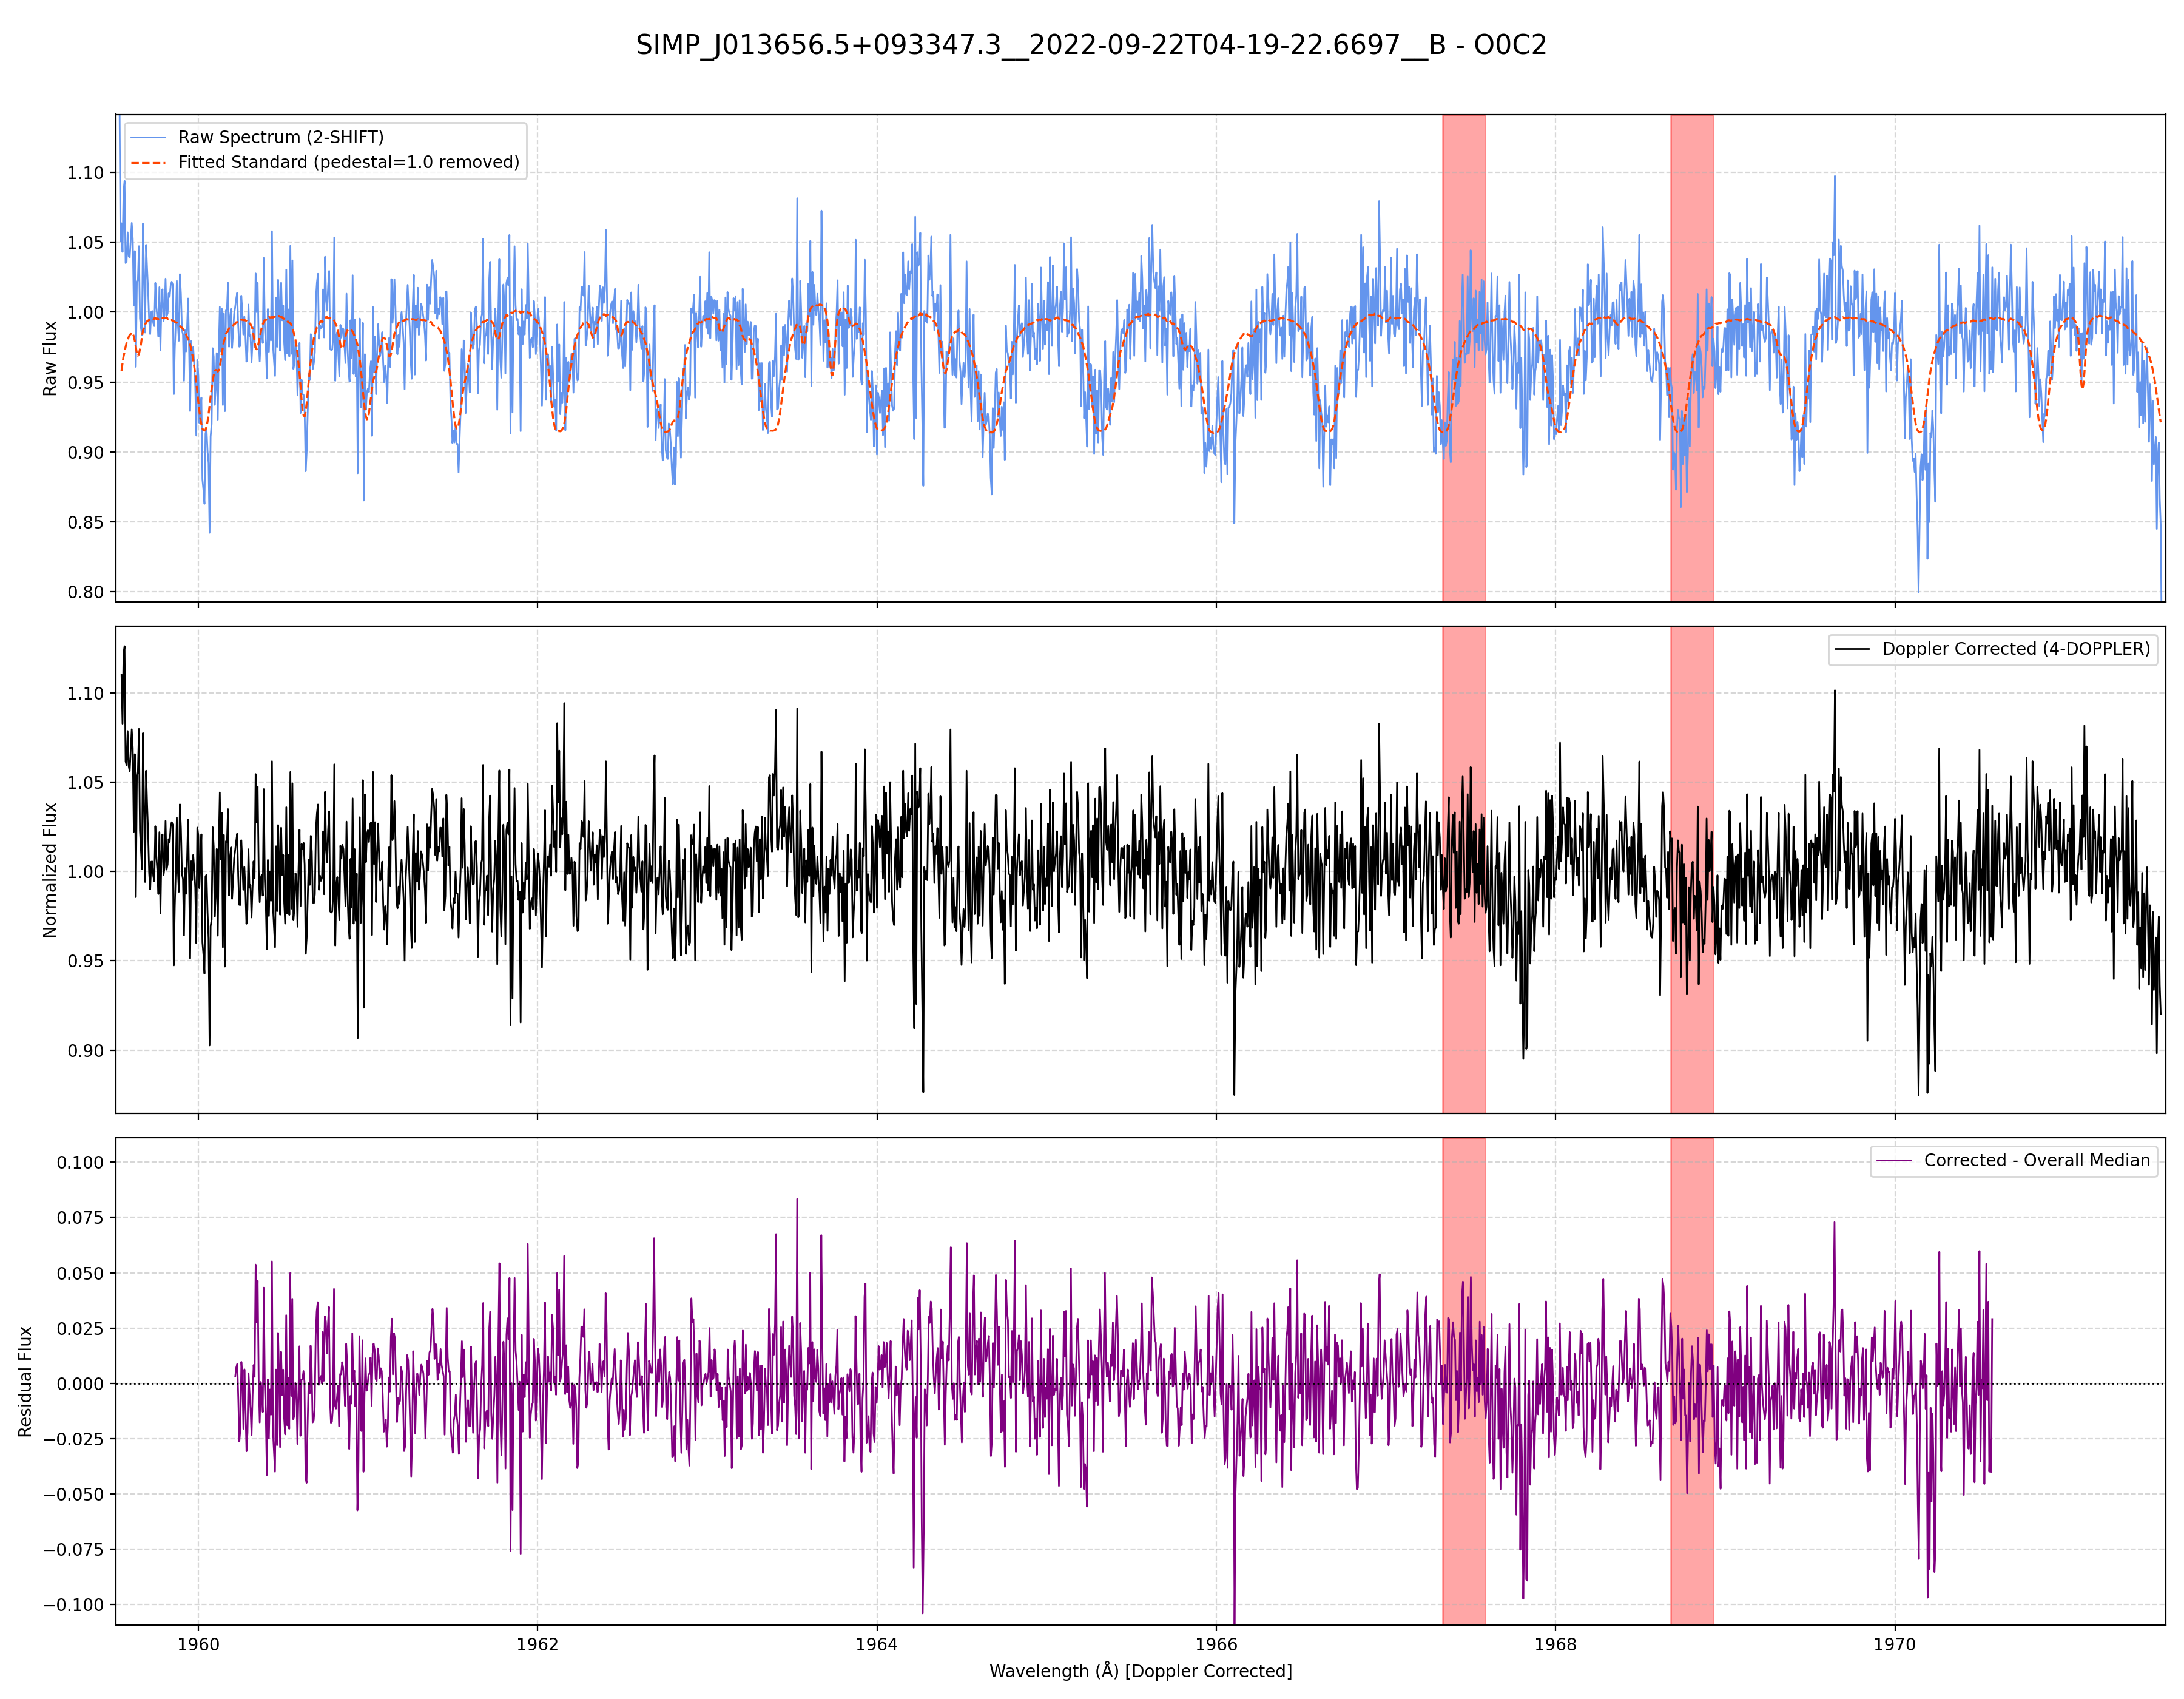 SIMP_J013656.5+093347.3__2022-09-22T04-19-22.6697__B - O0C2
Raw Spectrum (2-SHIFT)
Fitted Standard (pedestal=1.0 removed)
Raw Flux
1.10
1.05
1.00
0.95
0.90
0.85
0.80
Doppler Corrected (4-DOPPLER)
Normalized Flux
1.10
1.05
1.00
0.95
0.90
Corrected - Overall Median
Residual Flux
0.100
0.075
0.050
0.025
0.000
−0.025
−0.050
−0.075
−0.100
1960 1962 1964 1966 1968 1970
Wavelength (Å) [Doppler Corrected]